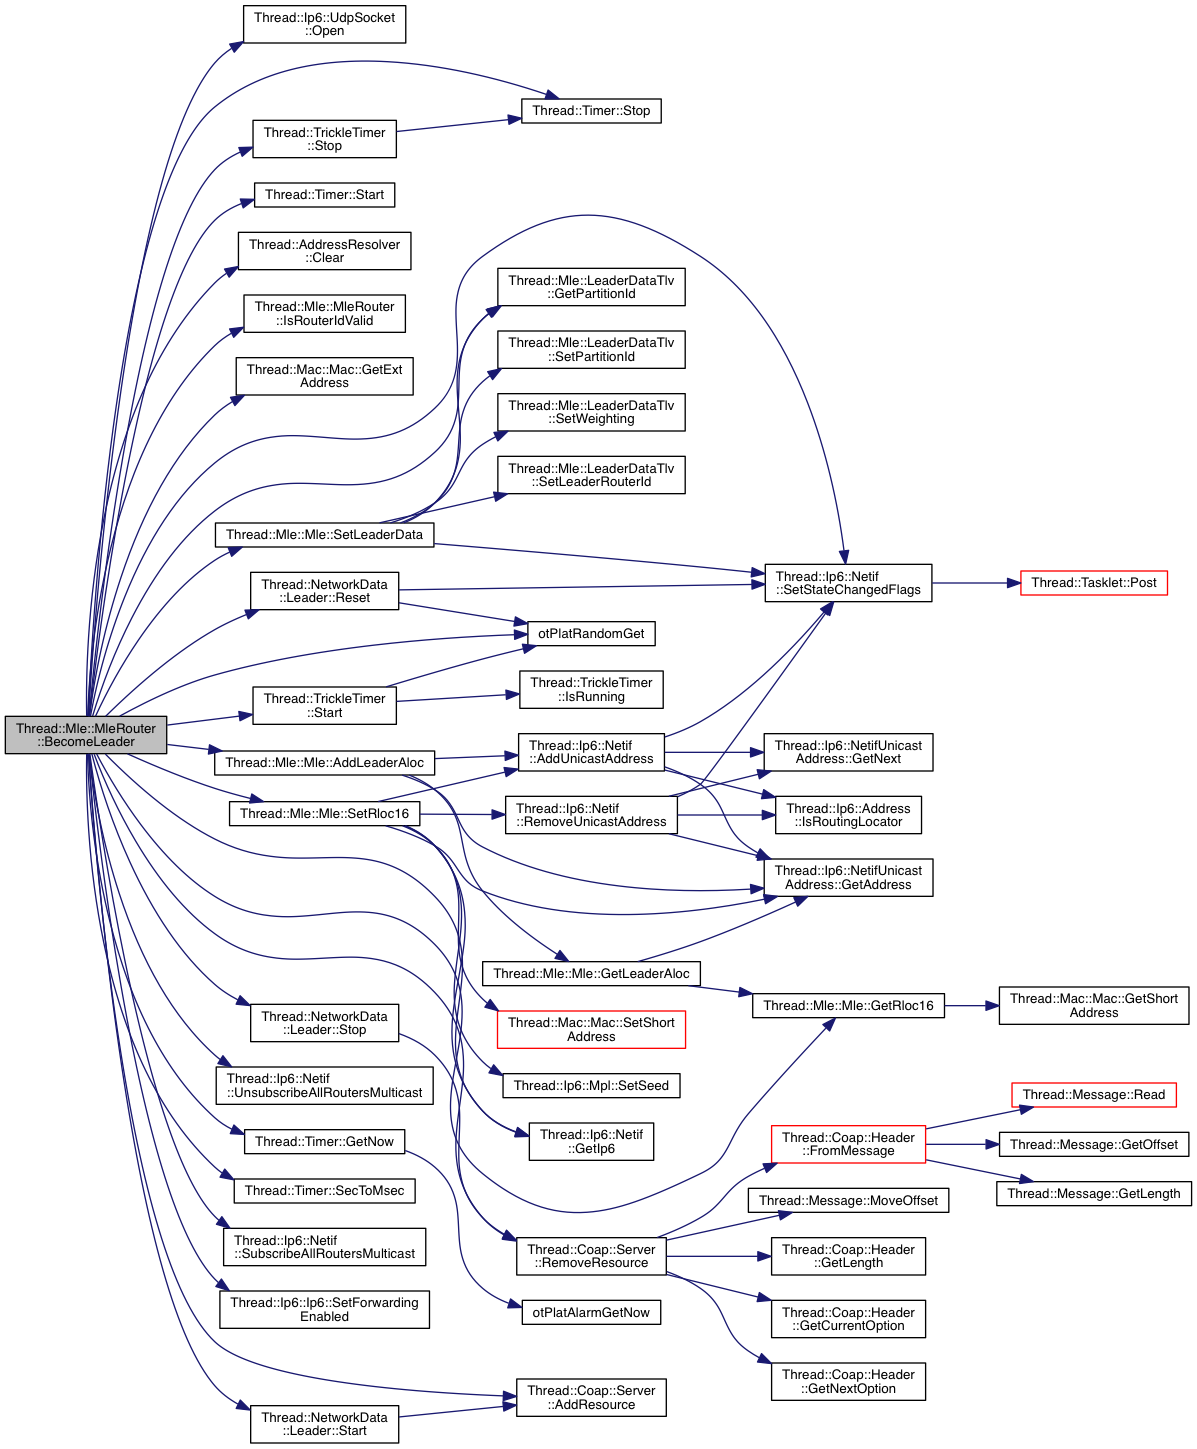 Thread::Ip6::UdpSocket
::Open
Thread::Timer::Stop
Thread::TrickleTimer
::Stop
Thread::Timer::Start
Thread::AddressResolver
::Clear
Thread::Mle::MleRouter
::IsRouterIdValid
Thread::Mac::Mac::GetExt
Address
Thread::Mle::LeaderDataTlv
::GetPartitionId
Thread::Mle::LeaderDataTlv
::SetPartitionId
Thread::Mle::LeaderDataTlv
::SetWeighting
Thread::Mle::LeaderDataTlv
::SetLeaderRouterId
Thread::Mle::Mle::SetLeaderData
Thread::NetworkData
::Leader::Reset
Thread::Ip6::Netif
::SetStateChangedFlags
Thread::Tasklet::Post
otPlatRandomGet
Thread::TrickleTimer
::IsRunning
Thread::TrickleTimer
::Start
Thread::Mle::MleRouter
::BecomeLeader
Thread::Mle::Mle::AddLeaderAloc
Thread::Ip6::Netif
::AddUnicastAddress
Thread::Ip6::NetifUnicast
Address::GetNext
Thread::Mle::Mle::SetRloc16
Thread::Ip6::Netif
::RemoveUnicastAddress
Thread::Ip6::Address
::IsRoutingLocator
Thread::Ip6::NetifUnicast
Address::GetAddress
Thread::Mle::Mle::GetLeaderAloc
Thread::Mle::Mle::GetRloc16
Thread::Mac::Mac::GetShort
Address
Thread::NetworkData
::Leader::Stop
Thread::Mac::Mac::SetShort
Address
Thread::Ip6::Netif
::UnsubscribeAllRoutersMulticast
Thread::Ip6::Mpl::SetSeed
Thread::Timer::GetNow
Thread::Ip6::Netif
::GetIp6
Thread::Coap::Header
::FromMessage
Thread::Message::Read
Thread::Message::GetOffset
Thread::Message::GetLength
Thread::Timer::SecToMsec
Thread::Message::MoveOffset
Thread::Ip6::Netif
::SubscribeAllRoutersMulticast
Thread::Coap::Server
::RemoveResource
Thread::Coap::Header
::GetLength
Thread::Ip6::Ip6::SetForwarding
Enabled
otPlatAlarmGetNow
Thread::Coap::Header
::GetCurrentOption
Thread::Coap::Header
::GetNextOption
Thread::Coap::Server
::AddResource
Thread::NetworkData
::Leader::Start